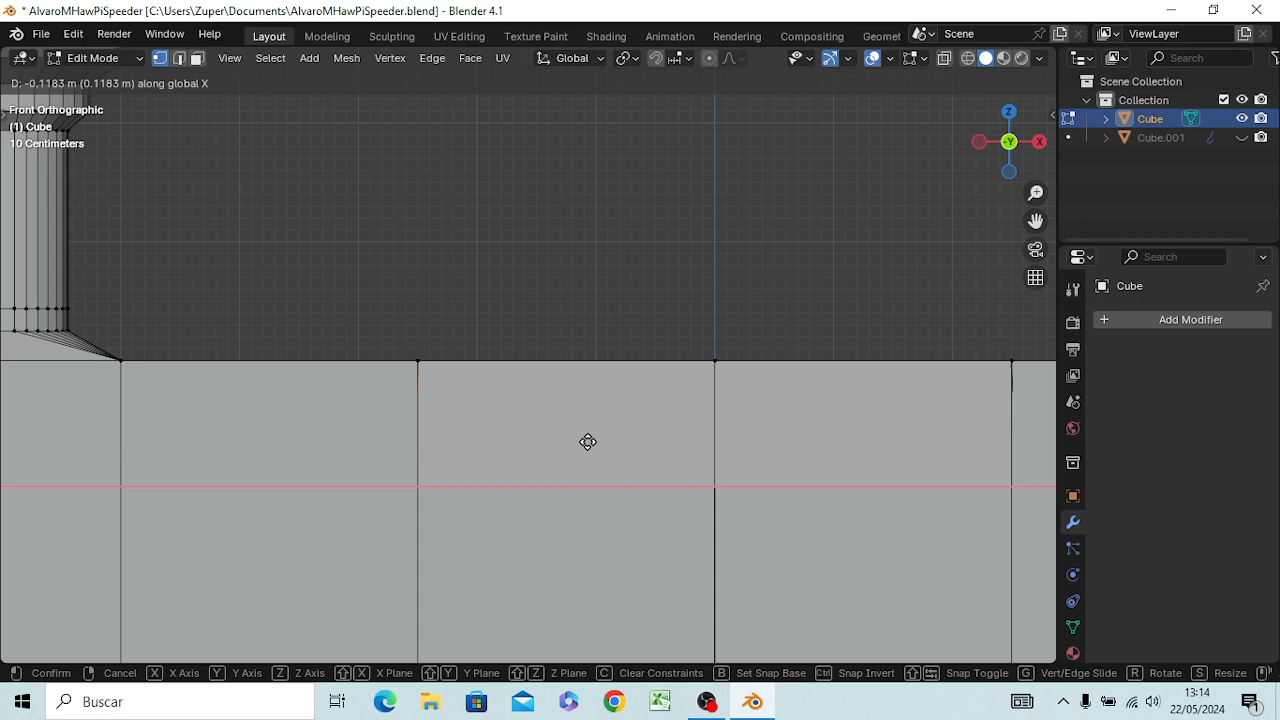 * AlvaroMHawPiSpeeder [C:\Users\Zuper\Documents\AlvaroMHawPiSpeeder.blend] - Blender 4.1
File Edit Render Window Help Layout Modeling Sculpting UV Editing Texture Paint Shading Animation Rendering Compositing Geomet Scene ViewLayer
Edit Mode View Select Add Mesh Vertex Edge Face UV Global Search
D: -0.1183 m (0.1183 m) along global X
Scene Collection
Front Orthographic
Collection
(1) Cube
Cube
10 Centimeters
Cube.001
Z
X
-Y
Search
Cube
+ Add Modifier
Confirm Cancel X X Axis Y Y Axis Z Z Axis X X Plane Y Y Plane Z Z Plane C Clear Constraints B Set Snap Base Ctrl Snap Invert Snap Toggle G Vert/Edge Slide R Rotate S Resize
Buscar
13:14
22/05/2024
1